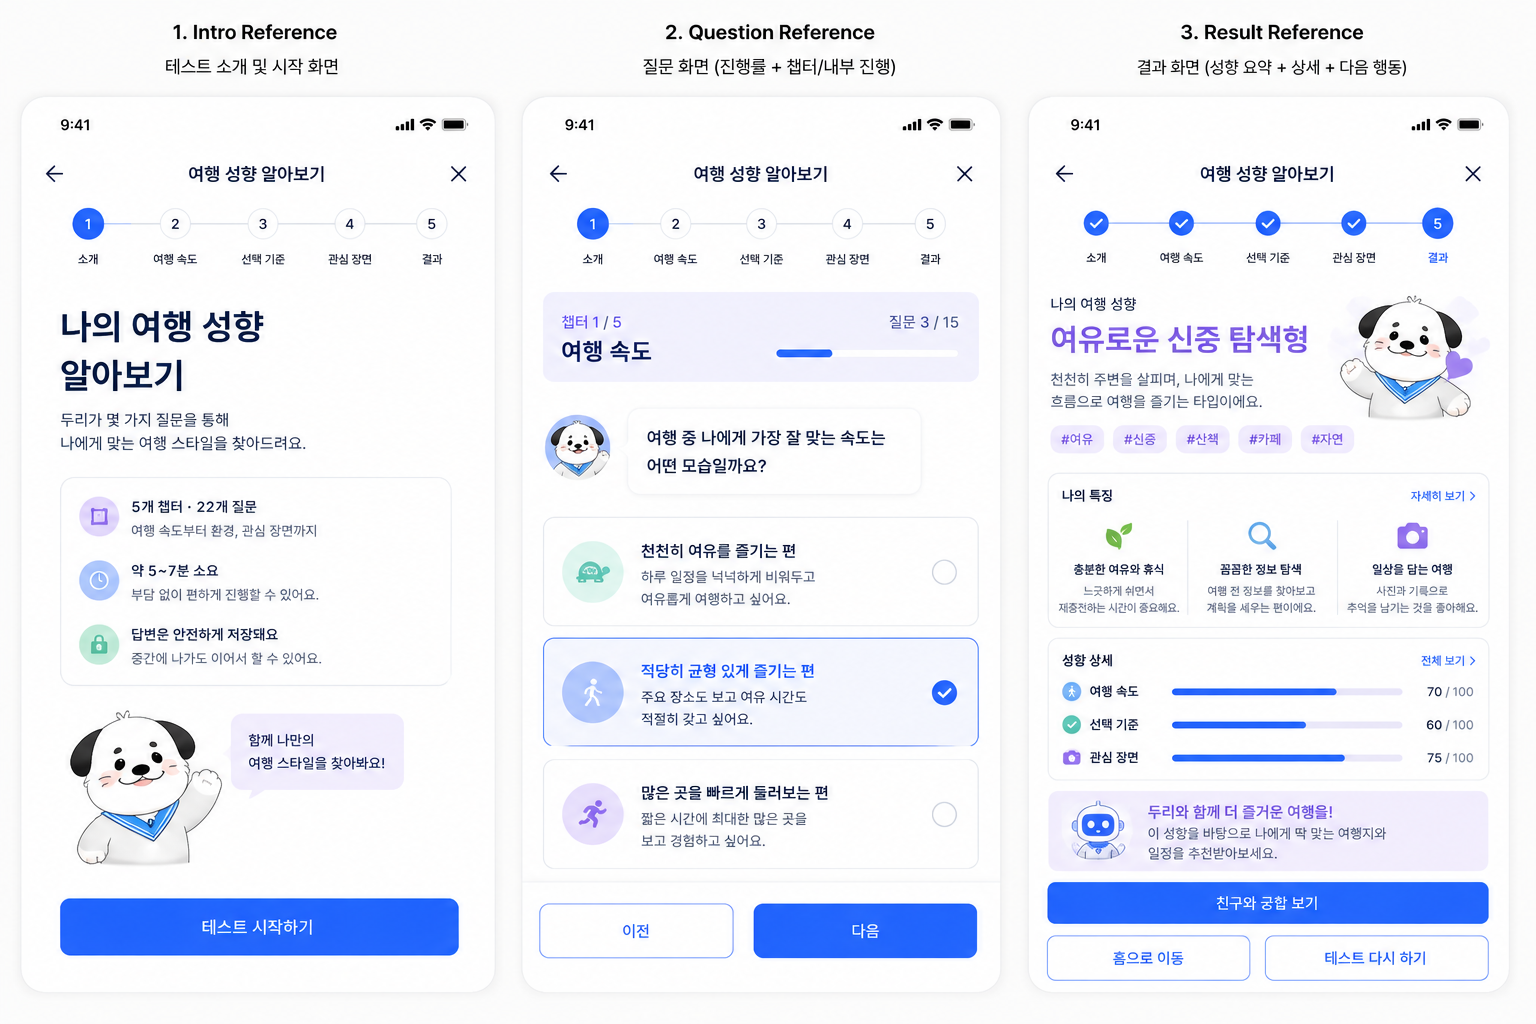 1. Intro Reference
테스트 소개 및 시작 화면
9:41
여행 성향 알아보기
1 2 3 4 5
소개 여행 속도 선택 기준 관심 장면 결과
나의 여행 성향
알아보기
두리가 몇 가지 질문을 통해
나에게 맞는 여행 스타일을 찾아드려요.
5개 챕터 · 22개 질문
여행 속도부터 환경, 관심 장면까지
약 5~7분 소요
부담 없이 편하게 진행할 수 있어요.
답변은 안전하게 저장돼요
중간에 나가도 이어서 할 수 있어요.
함께 나만의
여행 스타일을 찾아봐요!
테스트 시작하기
2. Question Reference
질문 화면 (진행률 + 챕터/내부 진행)
9:41
여행 성향 알아보기
1 2 3 4 5
소개 여행 속도 선택 기준 관심 장면 결과
챕터 1 / 5
질문 3 / 15
여행 속도
여행 중 나에게 가장 잘 맞는 속도는
어떤 모습일까요?
천천히 여유를 즐기는 편
하루 일정을 넉넉하게 비워두고
여유롭게 여행하고 싶어요.
적당히 균형 있게 즐기는 편
주요 장소도 보고 여유 시간도
적절히 갖고 싶어요.
많은 곳을 빠르게 둘러보는 편
짧은 시간에 최대한 많은 곳을
보고 경험하고 싶어요.
이전
다음
3. Result Reference
결과 화면 (성향 요약 + 상세 + 다음 행동)
9:41
여행 성향 알아보기
5
소개 여행 속도 선택 기준 관심 장면 결과
나의 여행 성향
여유로운 신중 탐색형
천천히 주변을 살피며, 나에게 맞는
흐름으로 여행을 즐기는 타입이에요.
#여유 #신중 #산책 #카페 #자연
나의 특징
자세히 보기 >
충분한 여유와 휴식
느긋하게 쉬면서
재충전하는 시간이 중요해요.
꼼꼼한 정보 탐색
여행 전 정보를 찾아보고
계획을 세우는 편이에요.
일상을 담는 여행
사진과 기록으로
추억을 남기는 것을 좋아해요.
성향 상세
전체 보기 >
여행 속도 70 / 100
선택 기준 60 / 100
관심 장면 75 / 100
두리와 함께 더 즐거운 여행을!
이 성향을 바탕으로 나에게 딱 맞는 여행지와
일정을 추천받아보세요.
친구와 궁합 보기
홈으로 이동
테스트 다시 하기